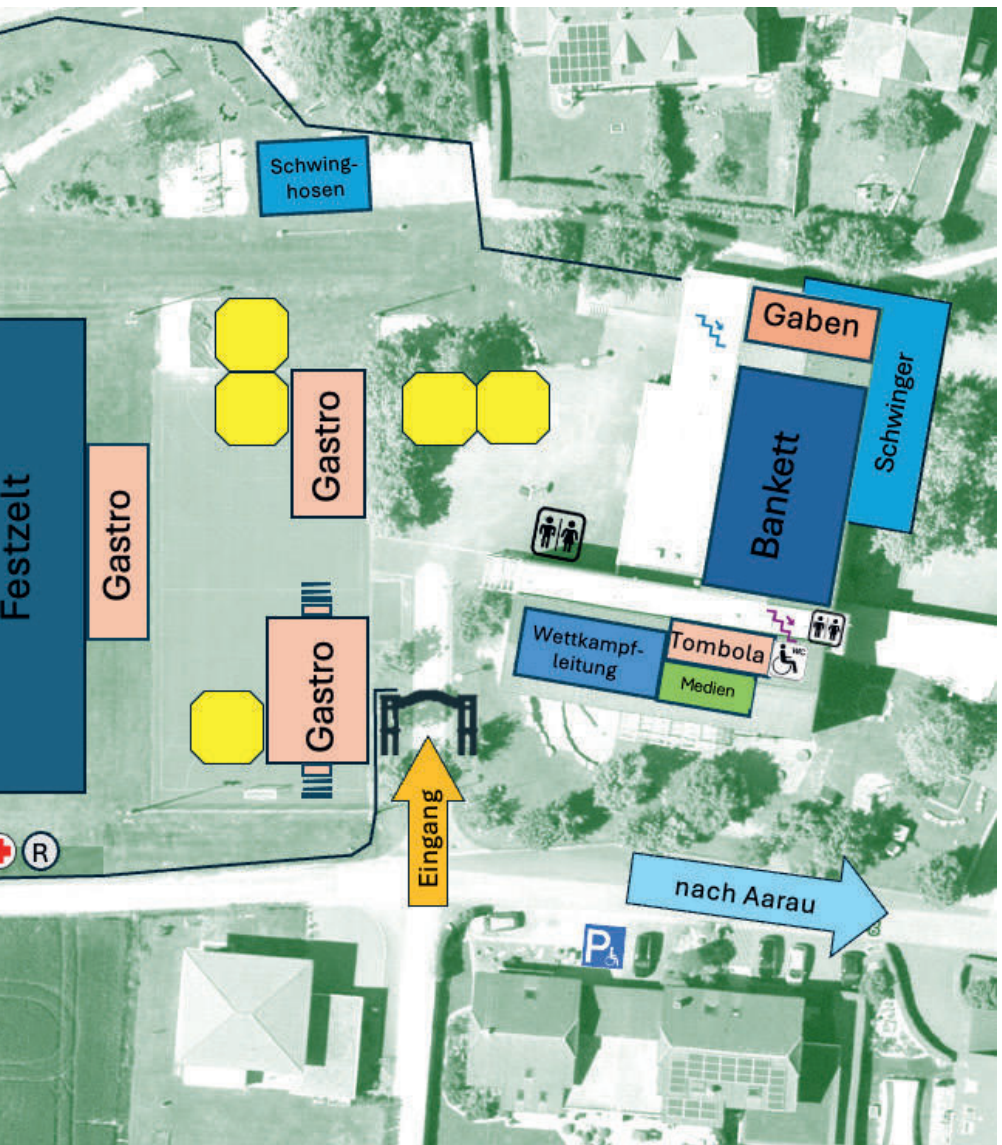 Schwing-
hosen
Gaben
Schwinger
Bankett
Gastro
Gastro
Festzelt
Gastro
Wettkampf-
leitung
Tombola
WC
Medien
Eingang
R
nach Aarau
P